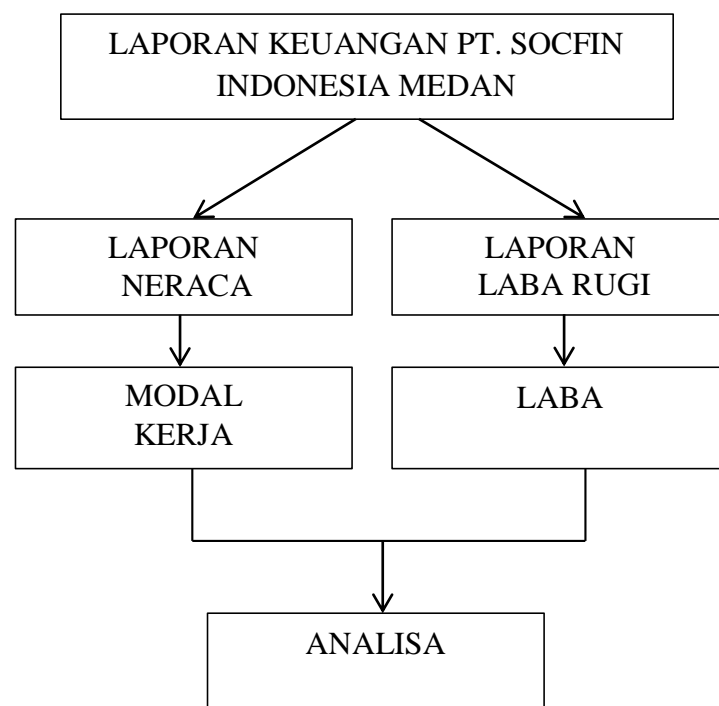 LAPORAN KEUANGAN PT. SOCFIN
INDONESIA MEDAN
LAPORAN
NERACA
LAPORAN
LABA RUGI
MODAL
KERJA
LABA
ANALISA